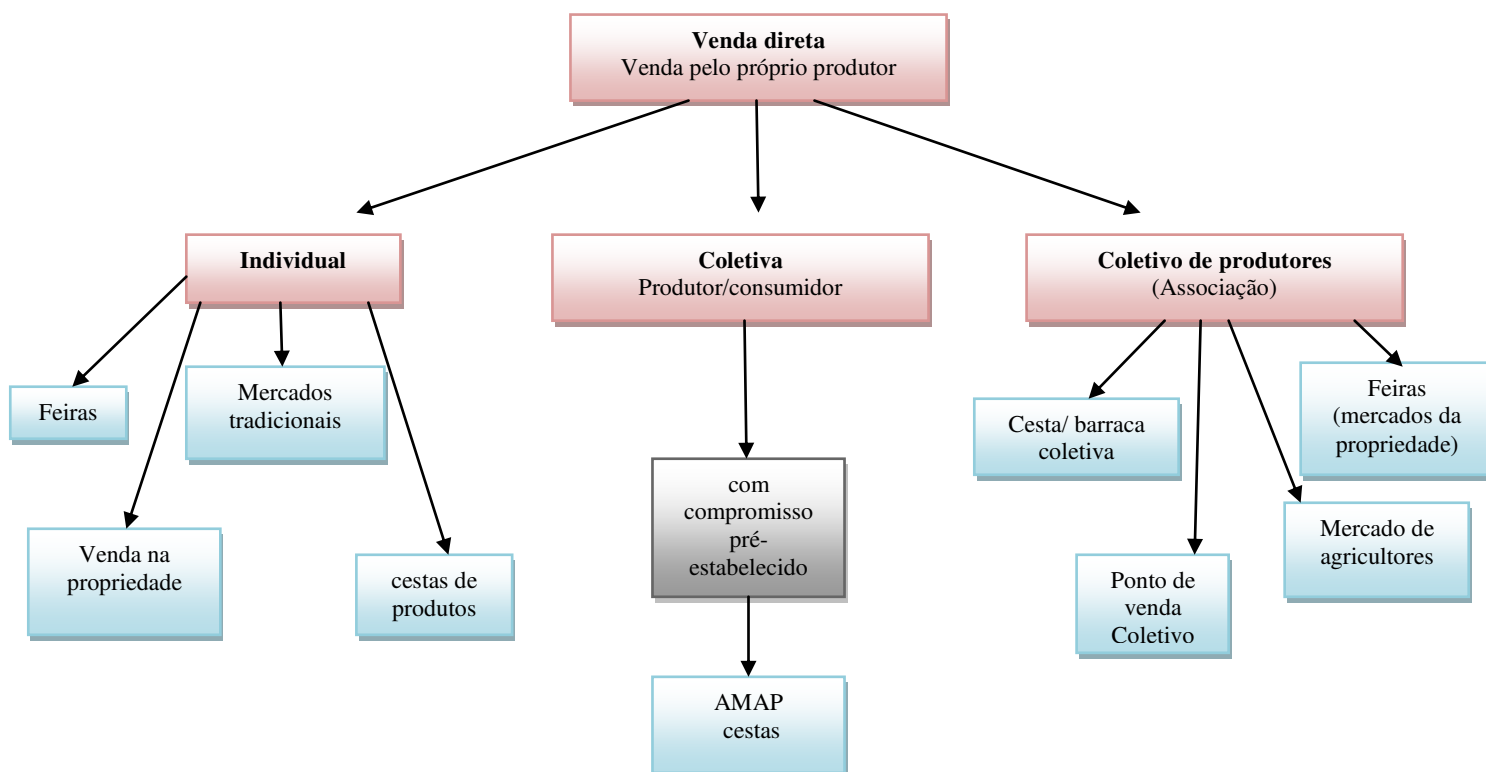 Venda direta
Venda pelo próprio produtor
Individual
Coletiva
Produtor/consumidor
Coletivo de produtores
(Associação)
Feiras
Mercados
tradicionais
Venda na
propriedade
cestas de
produtos
com
compromisso
pré-
estabelecido
AMAP
cestas
Cesta/ barraca
coletiva
Ponto de
venda
Coletivo
Mercado de
agricultores
Feiras
(mercados da
propriedade)